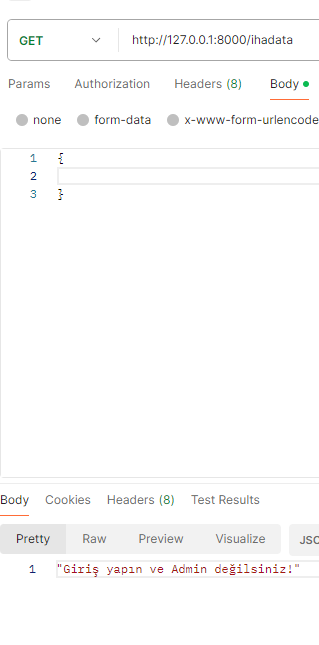 GET http://127.0.0.1:8000/ihadata
Params Authorization Headers (8) Body
none form-data x-www-form-urlencode
1 {
2
3 }
Body Cookies Headers (8) Test Results
Pretty Raw Preview Visualize JSO
1 "Giriş yapın ve Admin değilsiniz!"